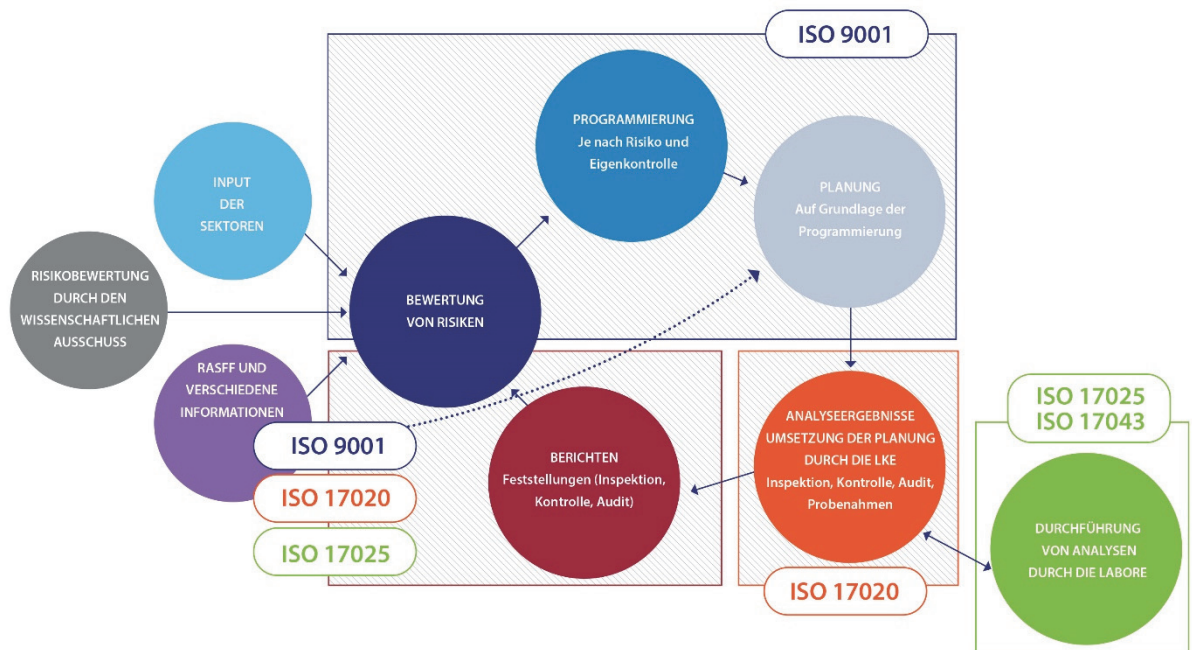 ISO 9001
PROGRAMMIERUNG
Je nach Risiko und
Eigenkontrolle
INPUT
DER
SEKTOREN
PLANUNG
Auf Grundlage der
Programmierung
RISIKOBEWERTUNG
DURCH DEN
WISSENSCHAFTLICHEN
AUSSCHUSS
BEWERTUNG
VON RISIKEN
RASFF UND
VERSCHIEDENE
INFORMATIONEN
ISO 9001
ISO 17020
ISO 17025
BERICHTEN
Feststellungen (Inspektion,
Kontrolle, Audit)
ANALYSEERGEBNISSE
UMSETZUNG DER PLANUNG
DURCH DIE LKE
Inspektion, Kontrolle, Audit,
Probenahmen
ISO 17020
ISO 17025
ISO 17043
DURCHFÜHRUNG
VON ANALYSEN
DURCH DIE LABORE